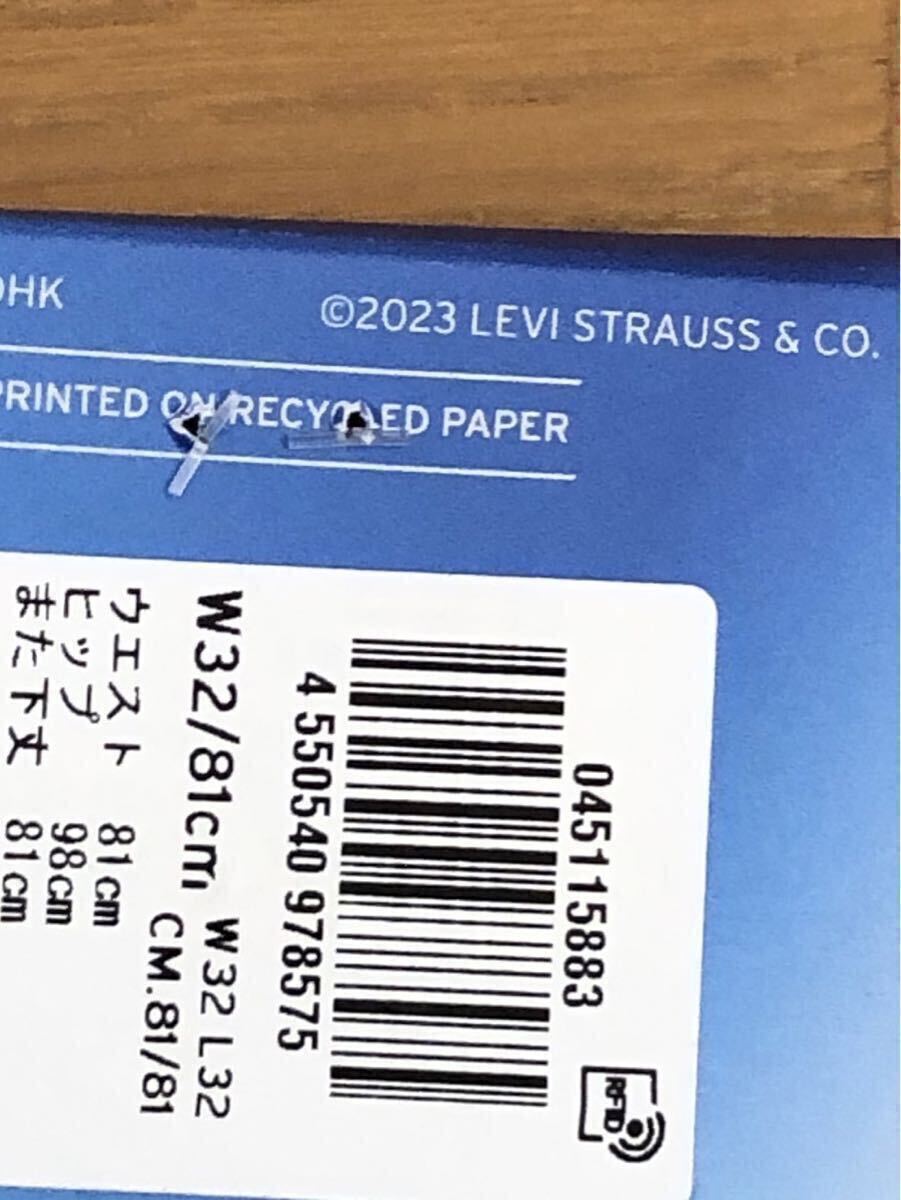 ©2023 LEVI STRAUSS & CO.
PRINTED ON RECYCLED PAPER
045115883
4 550540 978575
W32/81cm W32 L32
CM.81/81
ウエスト 81cm
ヒップ 98cm
また下丈 81cm
RFID